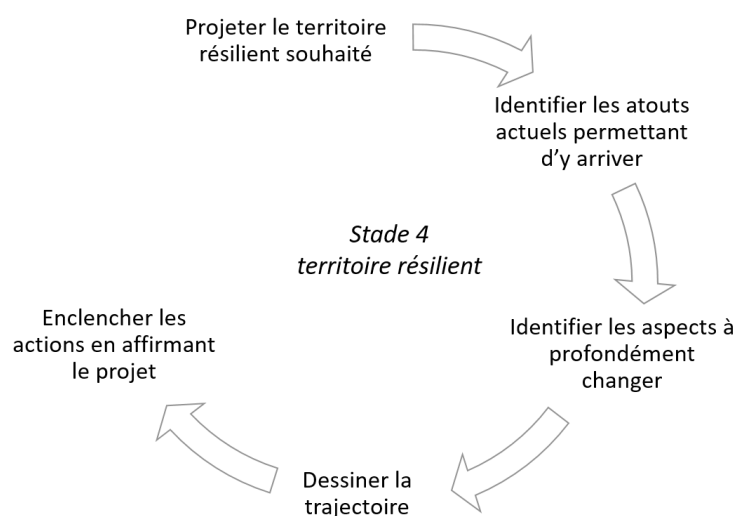 Projeter le territoire
résilient souhaité
Identifier les atouts
actuels permettant
d’y arriver
Stade 4
territoire résilient
Identifier les aspects à
profondément
changer
Enclencher les
actions en affirmant
le projet
Dessiner la
trajectoire